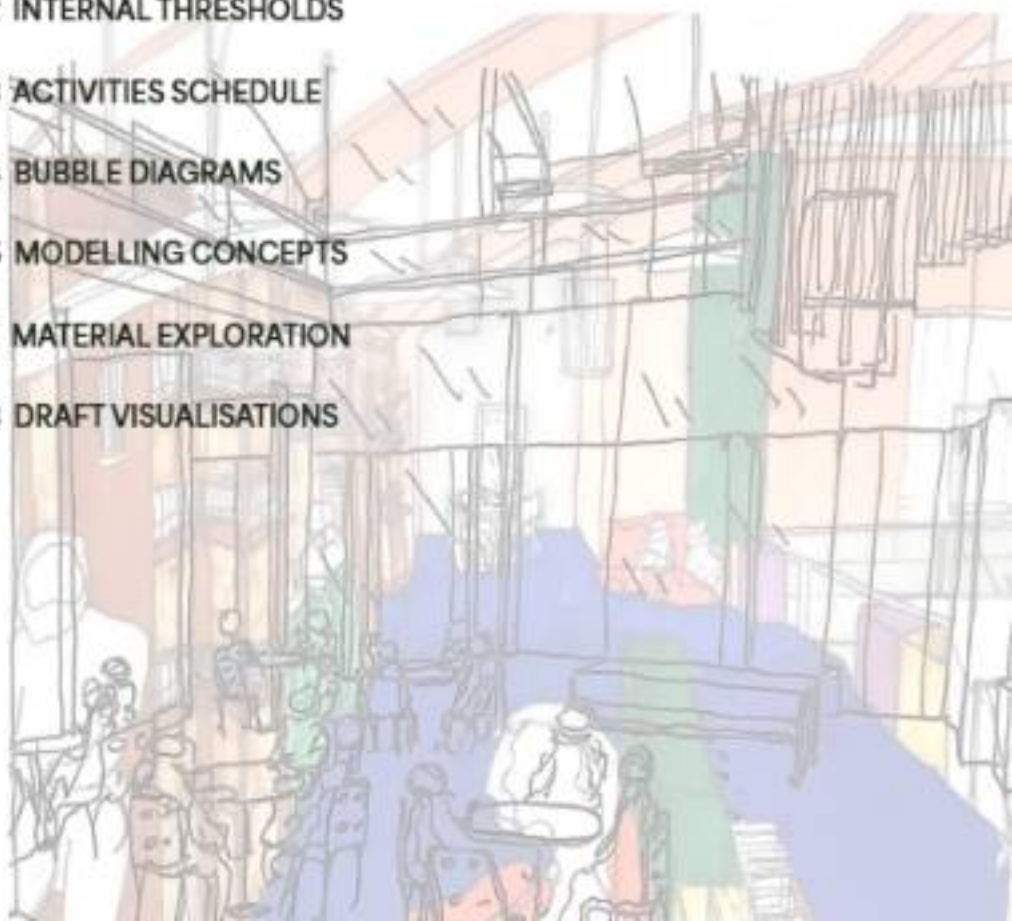 INTERNAL THRESHOLDS
ACTIVITIES SCHEDULE
BUBBLE DIAGRAMS
MODELLING CONCEPTS
MATERIAL EXPLORATION
DRAFT VISUALISATIONS